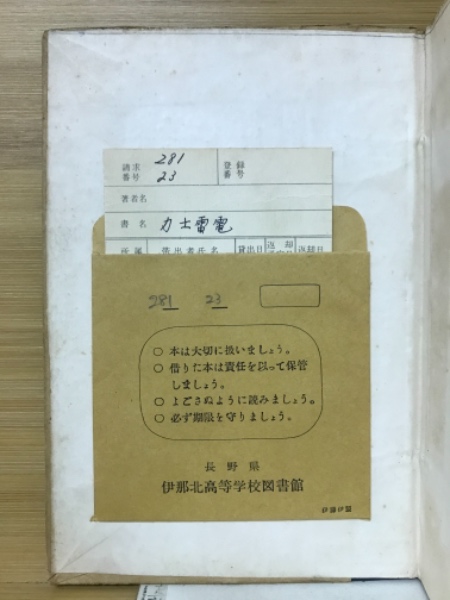 請求 281 登録
番号 23 番号
著者名
書名 力士雷電
所属 借出者氏名 貸出日 返却 返却日
281 23
○ 本は大切に扱いましょう。
○ 借りた本は責任を以って保管
しましょう。
○ よごさぬように読みましょう。
○ 必ず期限を守りましょう。
長野県
伊那北高等学校図書館